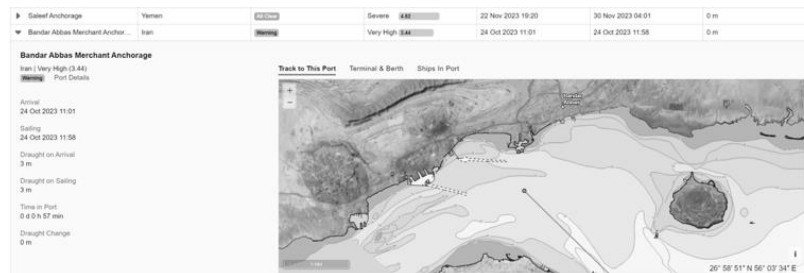 Saleef Anchorage Yemen All Clear Severe 4.82 22 Nov 2023 19:20 30 Nov 2023 04:01 0 m
Bandar Abbas Merchant Anchor... Iran Warning Very High 3.44 24 Oct 2023 11:01 24 Oct 2023 11:58 0 m
Bandar Abbas Merchant Anchorage
Iran | Very High (3.44)
Warning Port Details
Track to This Port Terminal & Berth Ships In Port
Arrival
24 Oct 2023 11:01
Sailing
24 Oct 2023 11:58
Draught on Arrival
3 m
Draught on Sailing
3 m
Time in Port
0 d 0 h 57 min
Draught Change
0 m
+
−
Bandar
Abbas
i
26° 58' 51" N 56° 03' 34" E